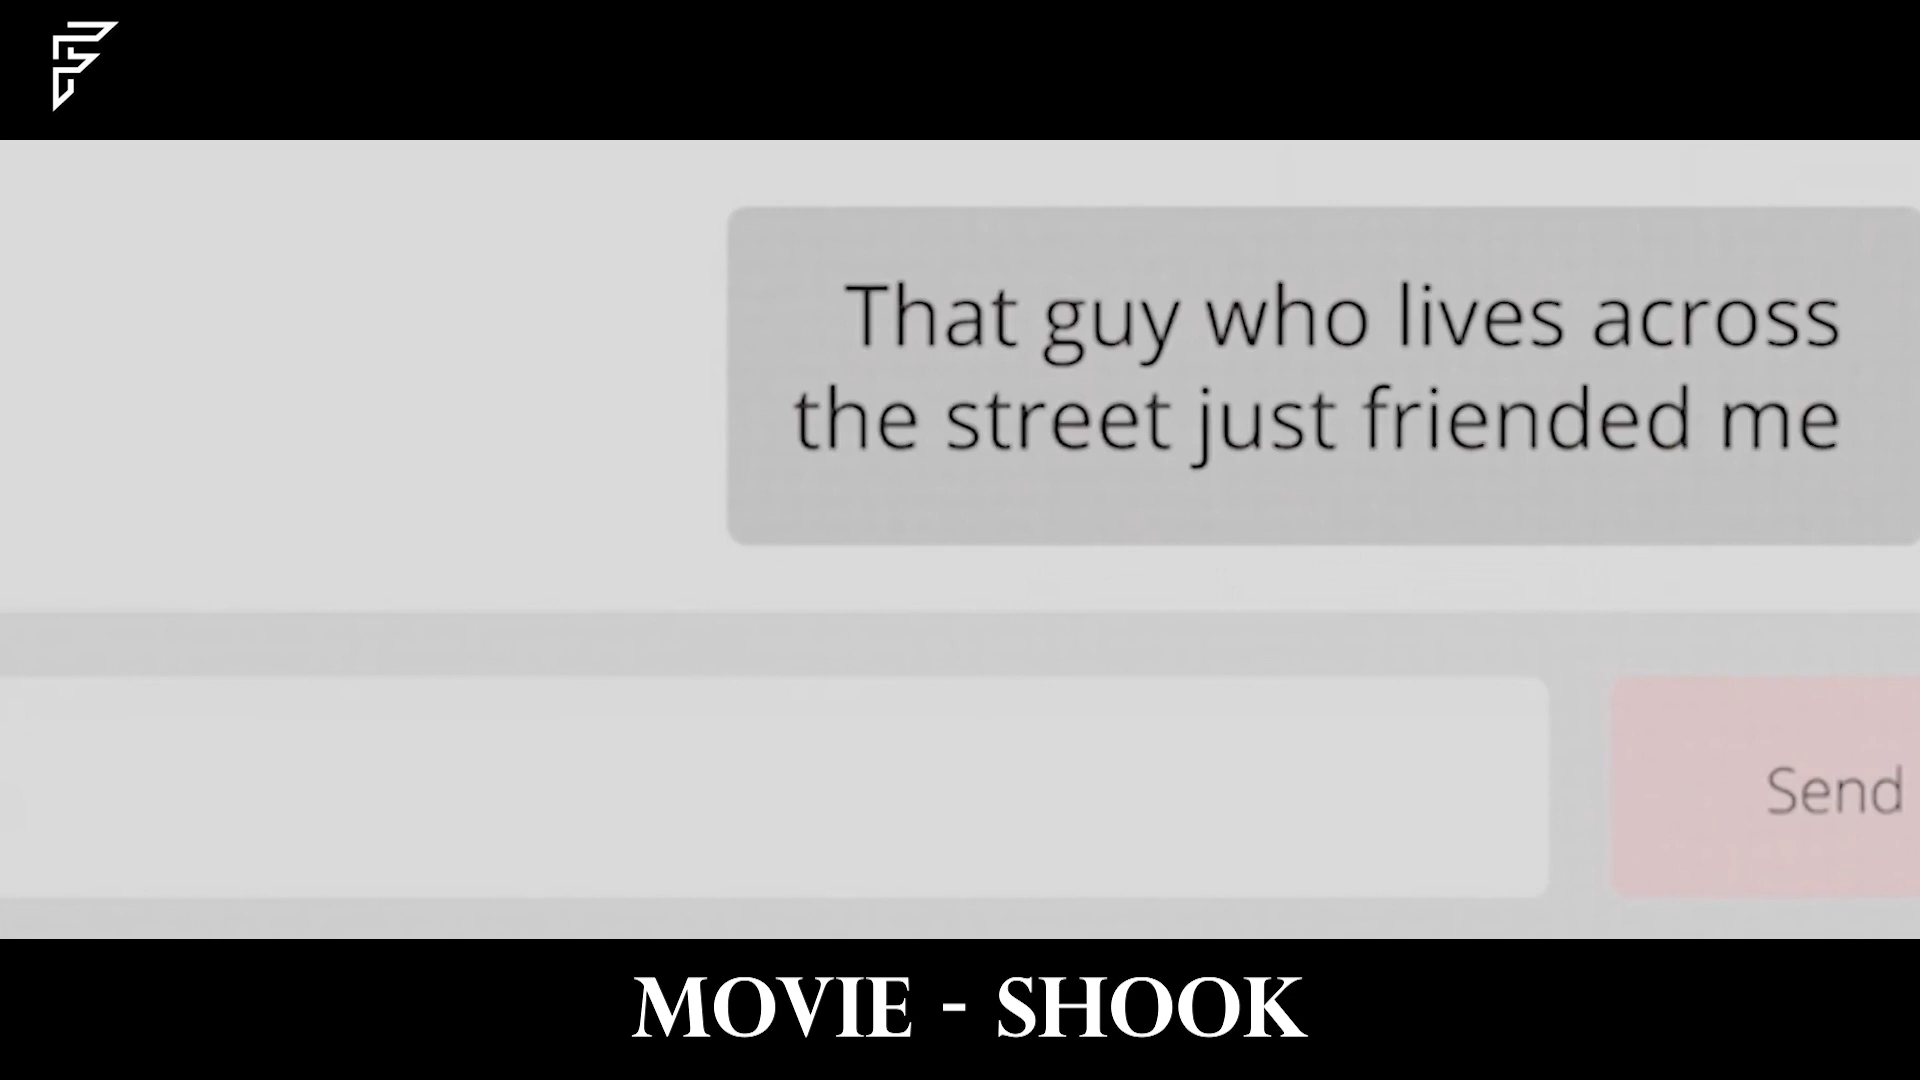 That guy who lives across
the street just friended me
Send
MOVIE - SHOOK